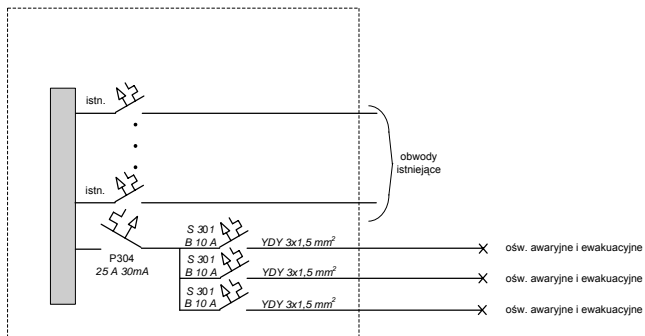 istn.
obwody
istniejące
istn.
S 301
B 10 A
YDY 3x1,5 mm²
ośw. awaryjne i ewakuacyjne
P304
25 A 30mA
S 301
B 10 A
YDY 3x1,5 mm²
ośw. awaryjne i ewakuacyjne
S 301
B 10 A
YDY 3x1,5 mm²
ośw. awaryjne i ewakuacyjne